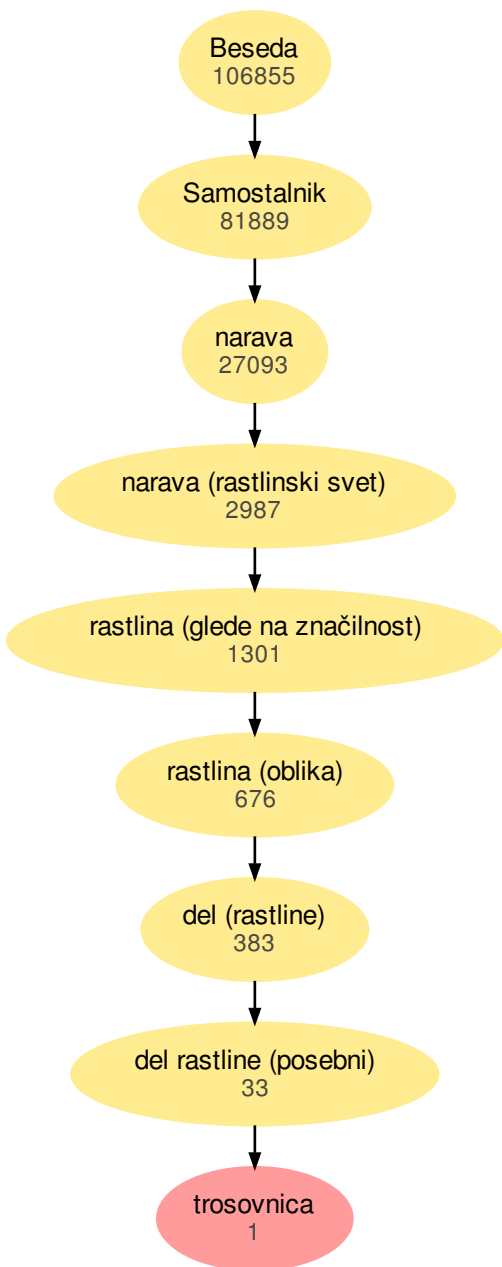 Beseda
106855
Samostalnik
81889
narava
27093
narava (rastlinski svet)
2987
rastlina (glede na značilnost)
1301
rastlina (oblika)
676
del (rastline)
383
del rastline (posebni)
33
trosovnica
1